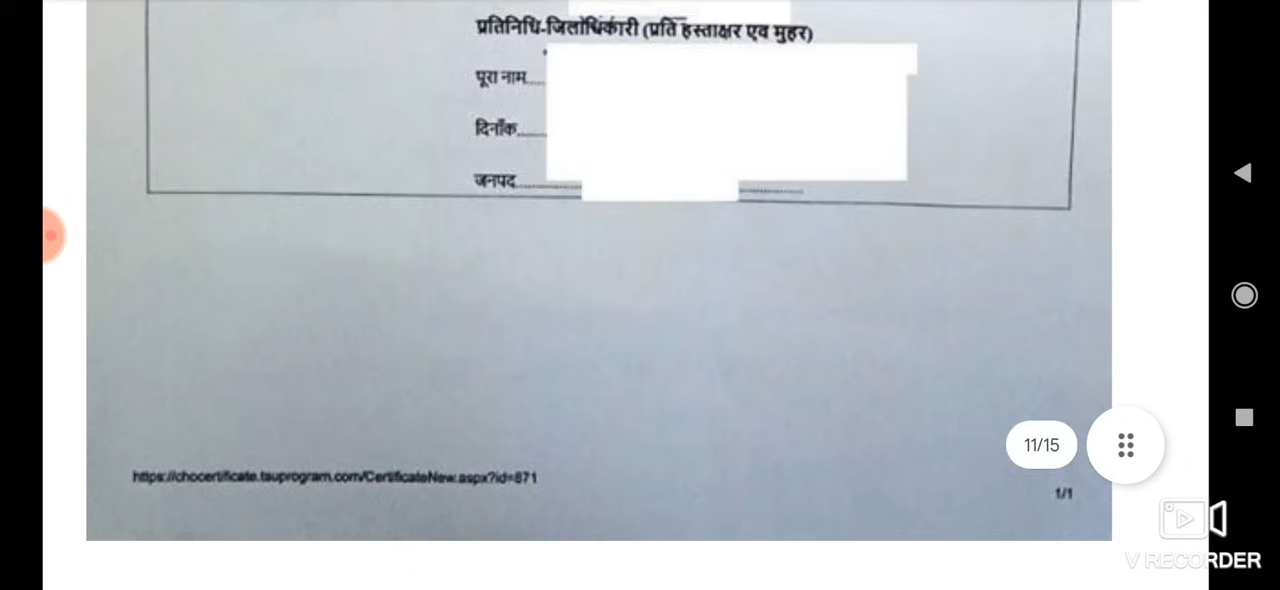 प्रतिनिधि-जिलाधिकारी (प्रति हस्ताक्षर एव मुहर)
पूरा नाम.....
दिनाँक.......
जनपद.................................
11/15
https://chocertificate.tauprogram.com/CertificateNew.aspx?id=871
1/1
V RECORDER